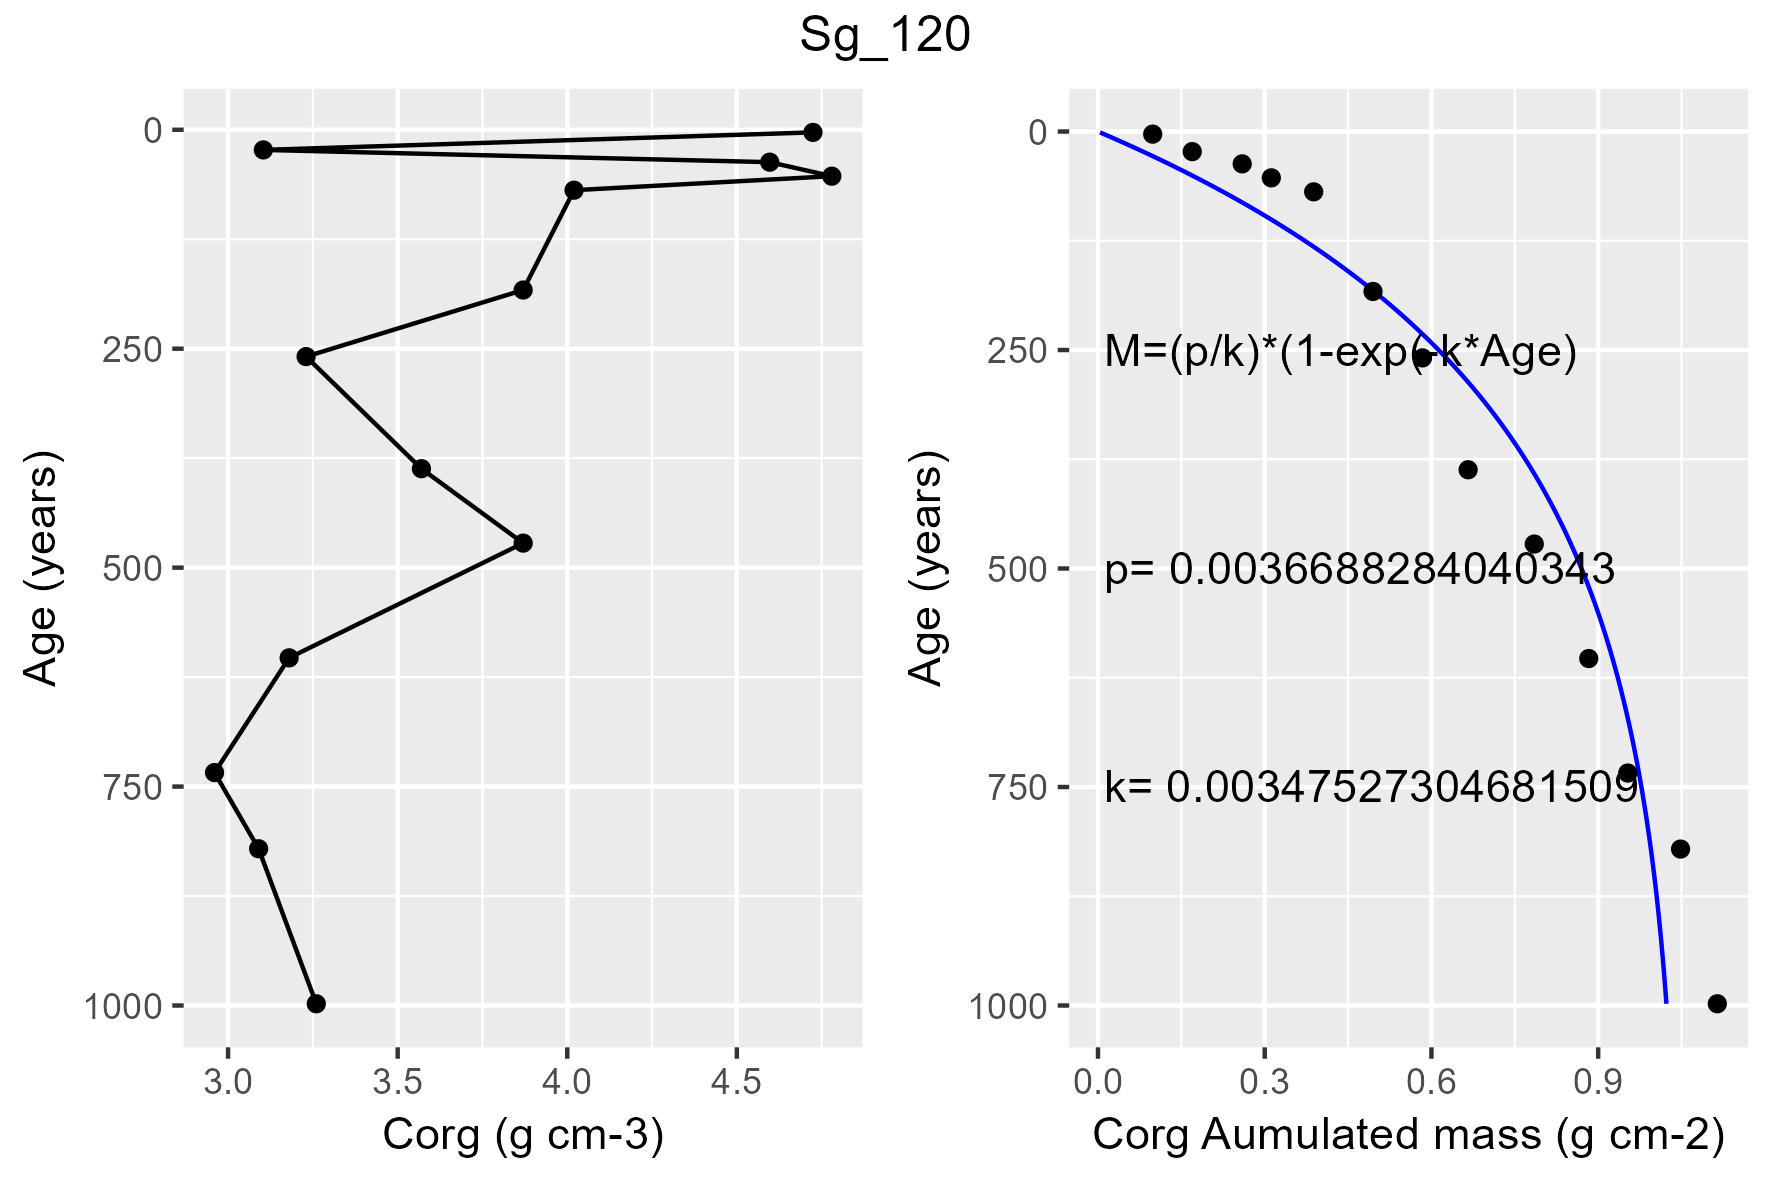 Sg_120
0
250
500
750
1000
3.0 3.5 4.0 4.5
Age (years)
Corg (g cm-3)
0
250
500
750
1000
0.0 0.3 0.6 0.9
Age (years)
Corg Aumulated mass (g cm-2)
M=(p/k)*(1-exp(-k*Age)
p= 0.0036688284040343
k= 0.00347527304681509